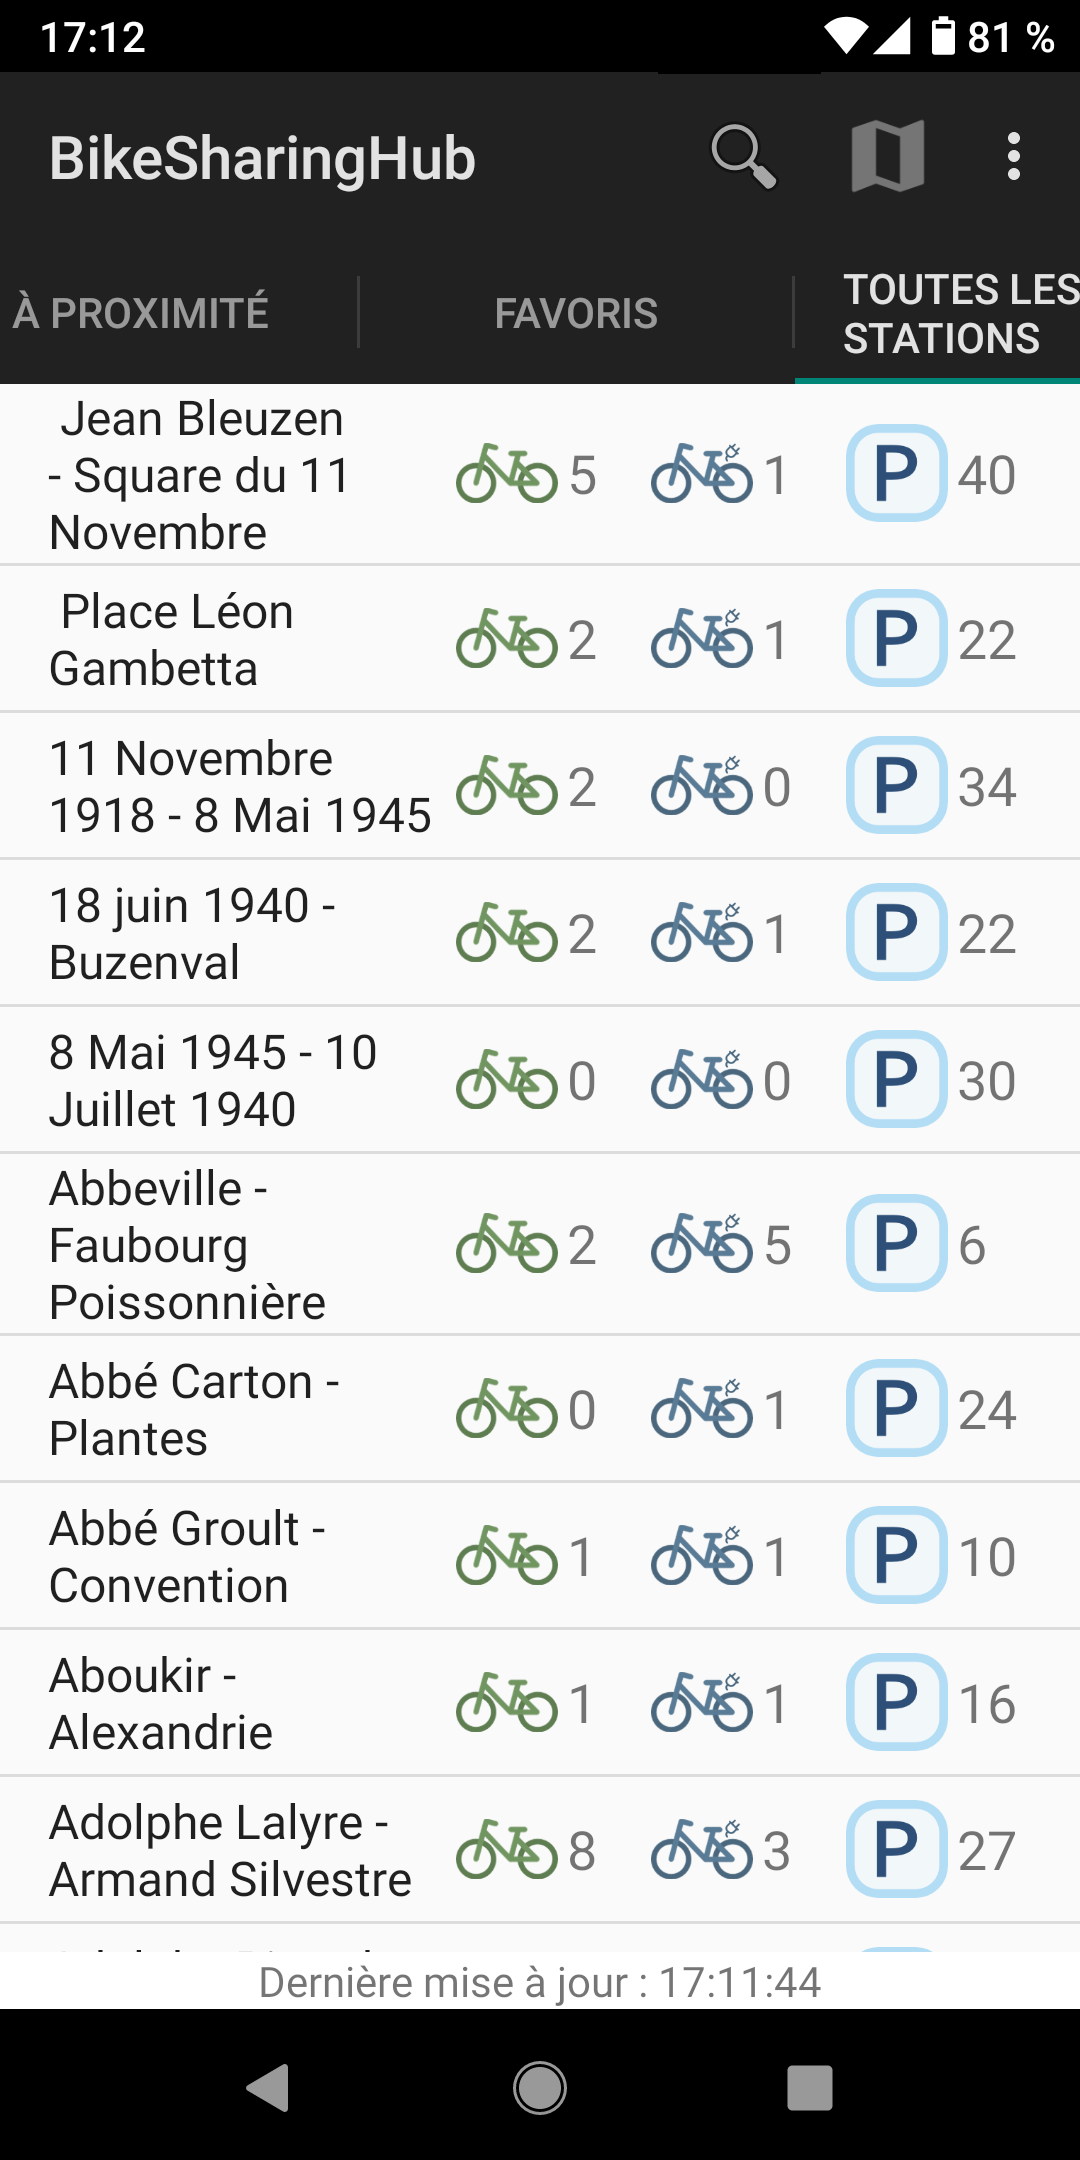 17:12
81 %
BikeSharingHub
À PROXIMITÉ
FAVORIS
TOUTES LES
STATIONS
Jean Bleuzen
- Square du 11
Novembre
5
1
P
40
Place Léon
Gambetta
2
1
P
22
11 Novembre
1918 - 8 Mai 1945
2
0
P
34
18 juin 1940 -
Buzenval
2
1
P
22
8 Mai 1945 - 10
Juillet 1940
0
0
P
30
Abbeville -
Faubourg
Poissonnière
2
5
P
6
Abbé Carton -
Plantes
0
1
P
24
Abbé Groult -
Convention
1
1
P
10
Aboukir -
Alexandrie
1
1
P
16
Adolphe Lalyre -
Armand Silvestre
8
3
P
27
Dernière mise à jour : 17:11:44